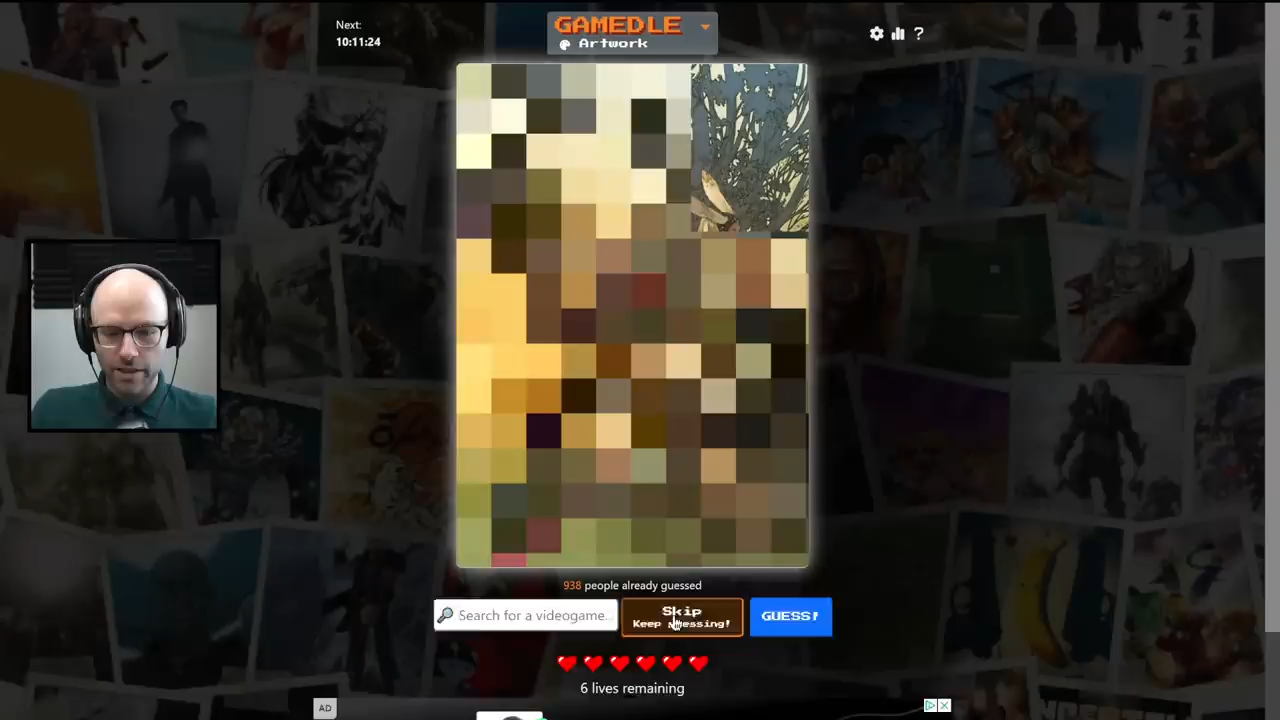 Next:
10:11:24
GAMEDLE
Artwork
?
938 people already guessed
Search for a videogame...
Skip
Keep guessing!
GUESS!
6 lives remaining
AD